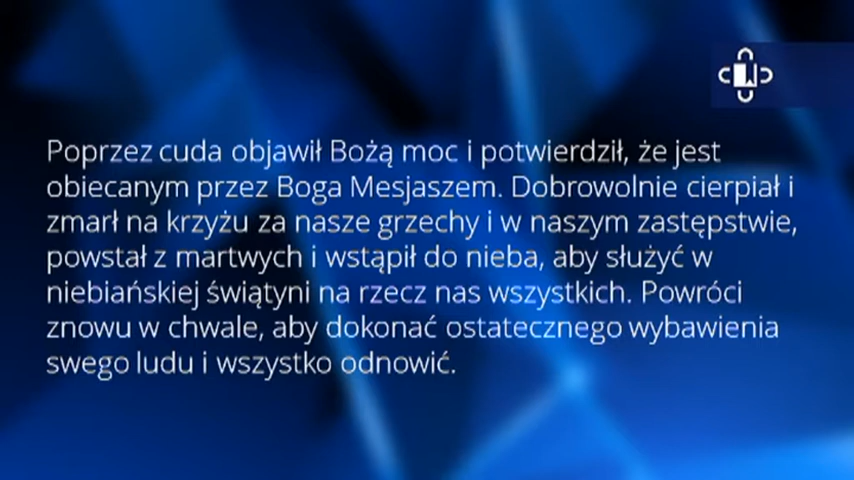 Poprzez cuda objawił Bożą moc i potwierdził, że jest
obiecanym przez Boga Mesjaszem. Dobrowolnie cierpiał i
zmarł na krzyżu za nasze grzechy i w naszym zastępstwie,
powstał z martwych i wstąpił do nieba, aby służyć w
niebiańskiej świątyni na rzecz nas wszystkich. Powróci
znowu w chwale, aby dokonać ostatecznego wybawienia
swego ludu i wszystko odnowić.